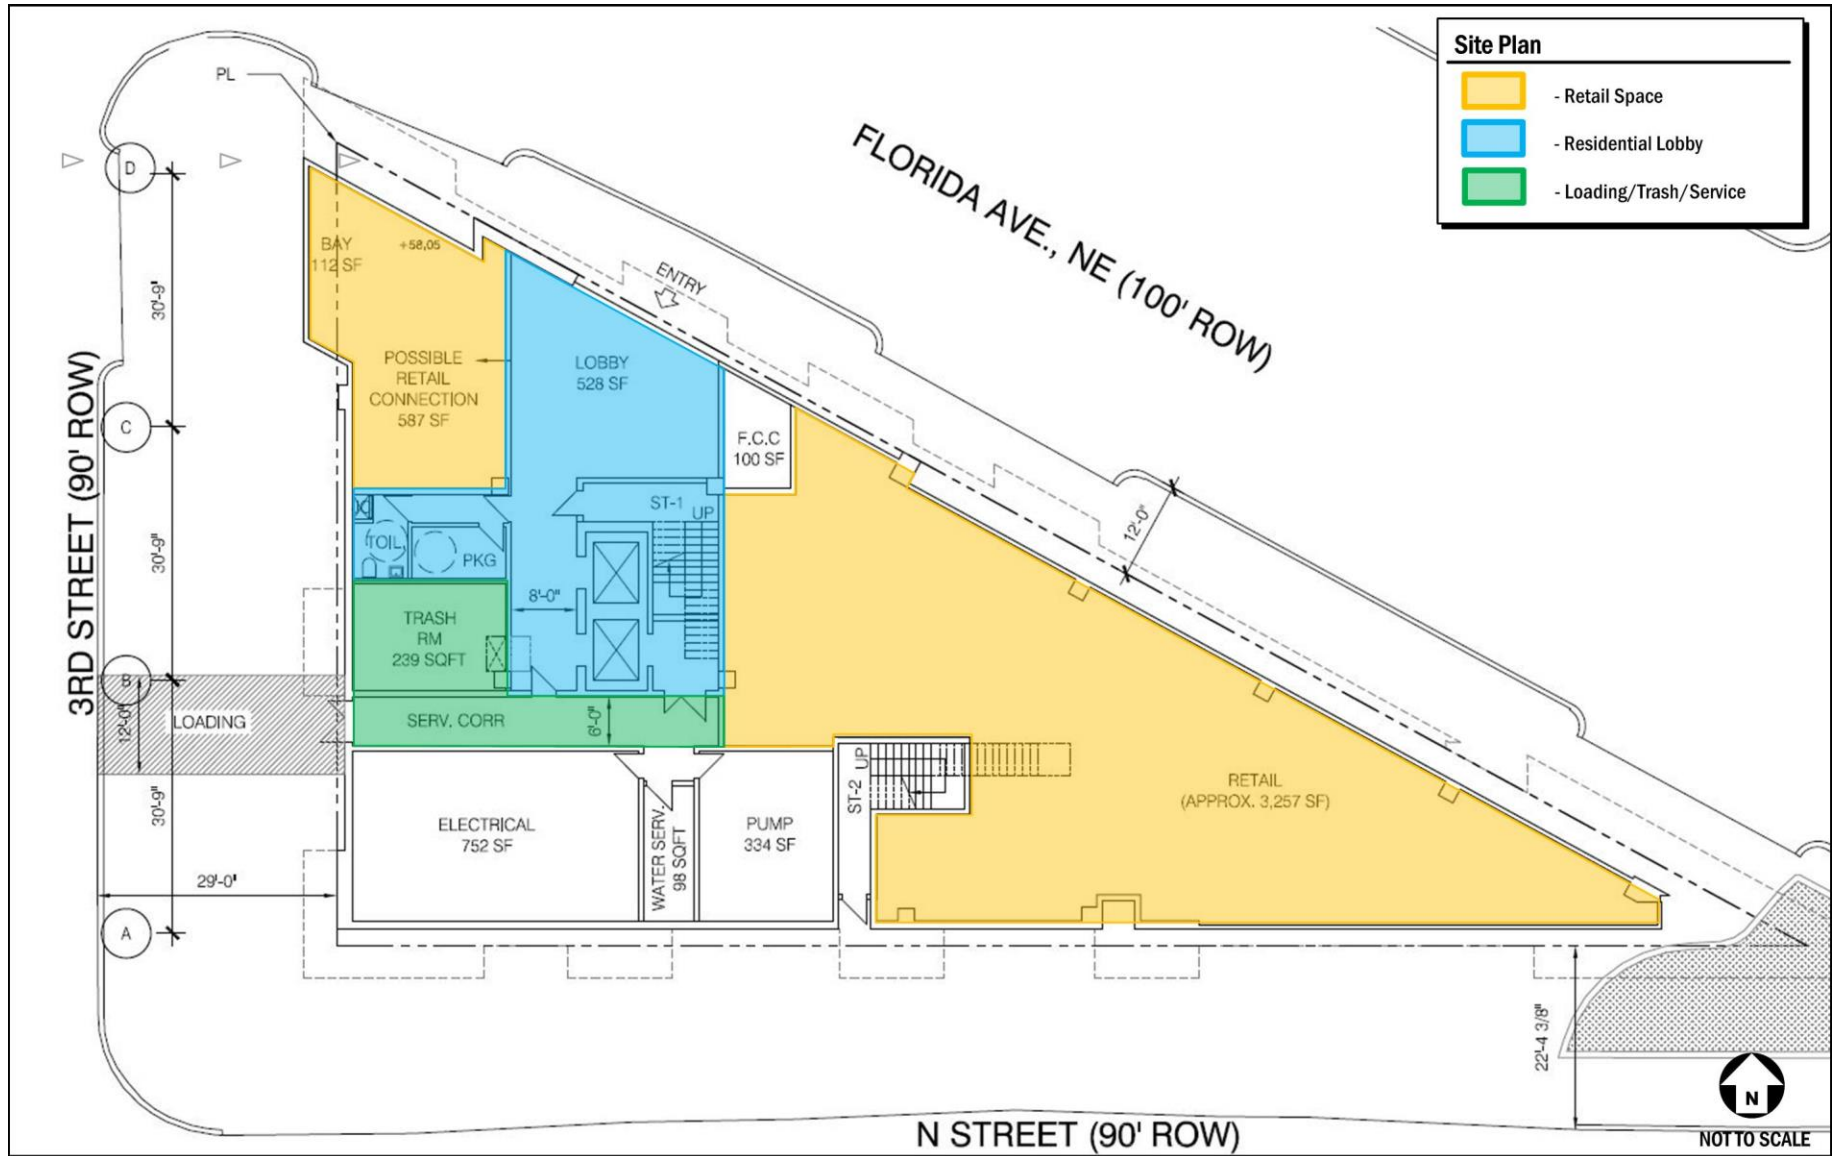 Site Plan
- Retail Space
- Residential Lobby
- Loading/Trash/Service
PL
D
BAY
112 SF
+58.05
30'-9"
FLORIDA AVE., NE (100' ROW)
ENTRY
POSSIBLE
RETAIL
CONNECTION
587 SF
LOBBY
528 SF
C
F.C.C
100 SF
3RD STREET (90' ROW)
ST-1
UP
12'-0"
30'-9"
TOIL.
PKG
8'-0"
TRASH
RM
239 SQFT
B
LOADING
12'-0"
SERV. CORR
6'-0"
30'-9"
ELECTRICAL
752 SF
WATER SERV.
98 SQFT
PUMP
334 SF
ST-2
UP
RETAIL
(APPROX. 3,257 SF)
29'-0"
A
22'-4 3/8"
N
NOT TO SCALE
N STREET (90' ROW)